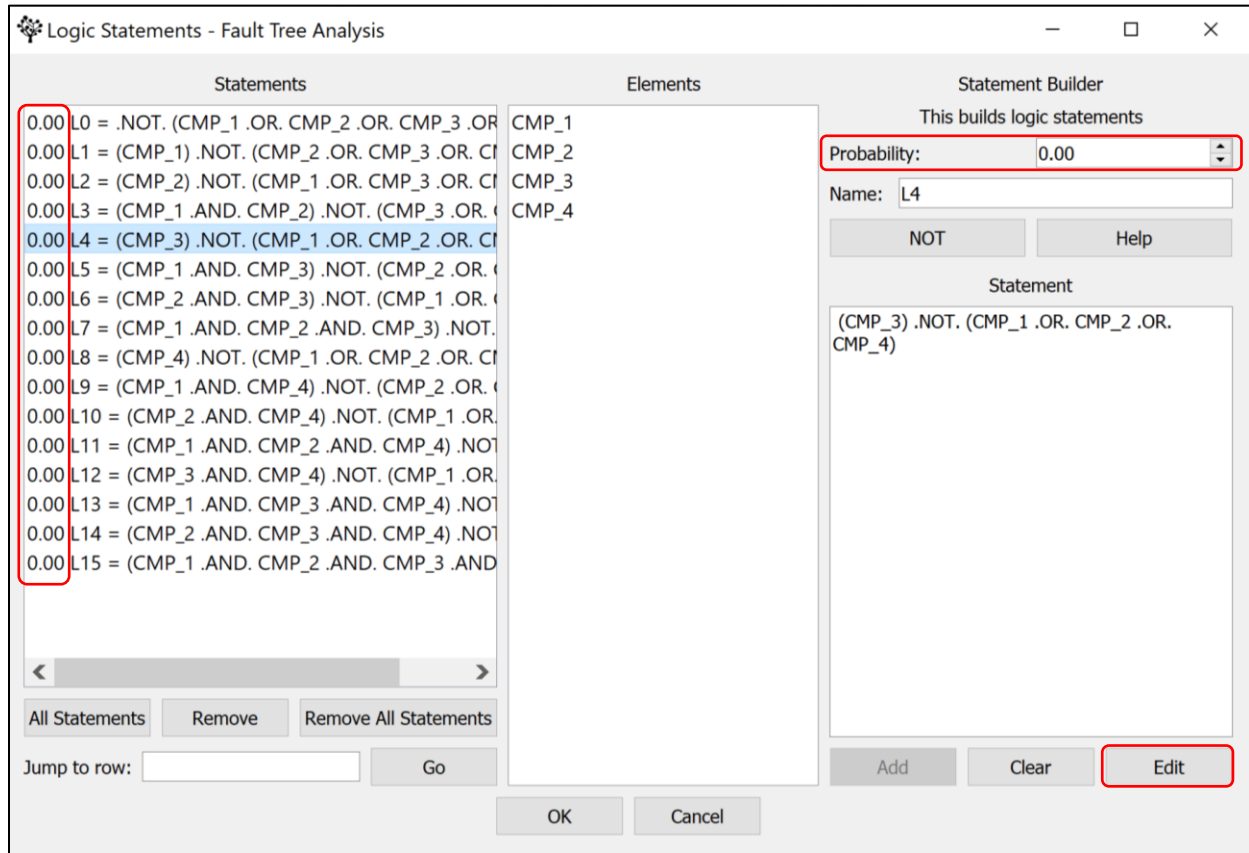 Logic Statements - Fault Tree Analysis
Statements
0.00 L0 = .NOT. (CMP_1 .OR. CMP_2 .OR. CMP_3 .OR
0.00 L1 = (CMP_1) .NOT. (CMP_2 .OR. CMP_3 .OR. CM
0.00 L2 = (CMP_2) .NOT. (CMP_1 .OR. CMP_3 .OR. CM
0.00 L3 = (CMP_1 .AND. CMP_2) .NOT. (CMP_3 .OR. (
0.00 L4 = (CMP_3) .NOT. (CMP_1 .OR. CMP_2 .OR. CM
0.00 L5 = (CMP_1 .AND. CMP_3) .NOT. (CMP_2 .OR. (
0.00 L6 = (CMP_2 .AND. CMP_3) .NOT. (CMP_1 .OR. (
0.00 L7 = (CMP_1 .AND. CMP_2 .AND. CMP_3) .NOT.
0.00 L8 = (CMP_4) .NOT. (CMP_1 .OR. CMP_2 .OR. CM
0.00 L9 = (CMP_1 .AND. CMP_4) .NOT. (CMP_2 .OR. (
0.00 L10 = (CMP_2 .AND. CMP_4) .NOT. (CMP_1 .OR.
0.00 L11 = (CMP_1 .AND. CMP_2 .AND. CMP_4) .NOT
0.00 L12 = (CMP_3 .AND. CMP_4) .NOT. (CMP_1 .OR.
0.00 L13 = (CMP_1 .AND. CMP_3 .AND. CMP_4) .NOT
0.00 L14 = (CMP_2 .AND. CMP_3 .AND. CMP_4) .NOT
0.00 L15 = (CMP_1 .AND. CMP_2 .AND. CMP_3 .AND
All Statements Remove Remove All Statements
Jump to row: Go
Elements
CMP_1
CMP_2
CMP_3
CMP_4
Statement Builder
This builds logic statements
Probability: 0.00
Name: L4
NOT Help
Statement
(CMP_3) .NOT. (CMP_1 .OR. CMP_2 .OR.
CMP_4)
Add Clear Edit
OK Cancel